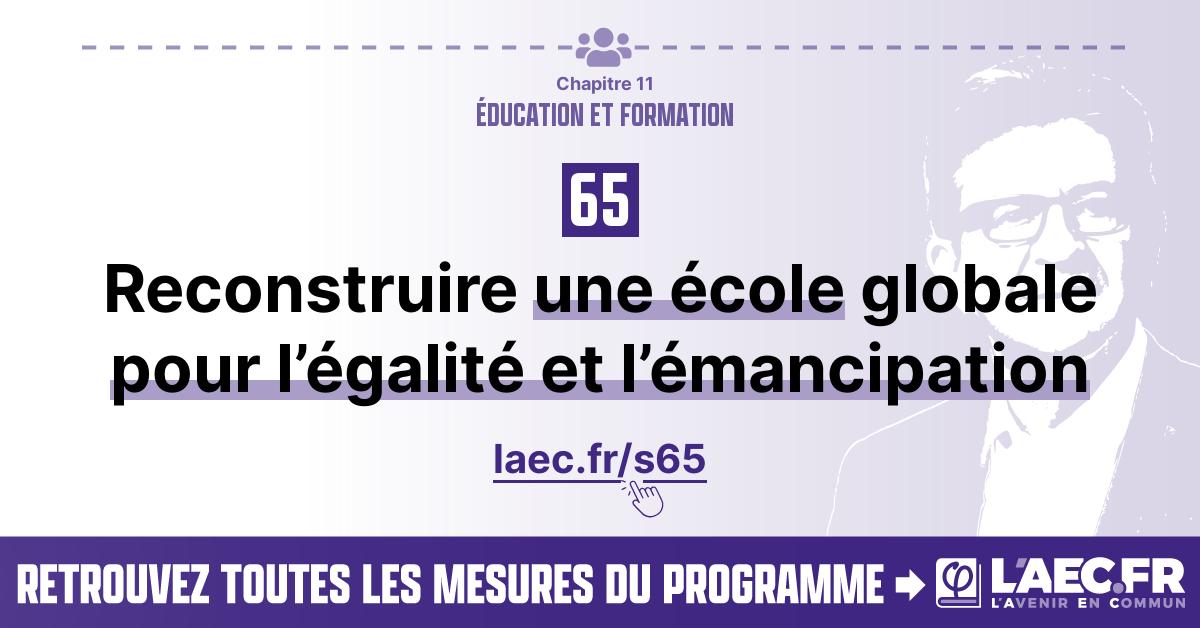 Chapitre 11
ÉDUCATION ET FORMATION
65
Reconstruire une école globale
pour l’égalité et l’émancipation
laec.fr/s65
RETROUVEZ TOUTES LES MESURES DU PROGRAMME
φ L'AEC.FR
L'AVENIR EN COMMUN